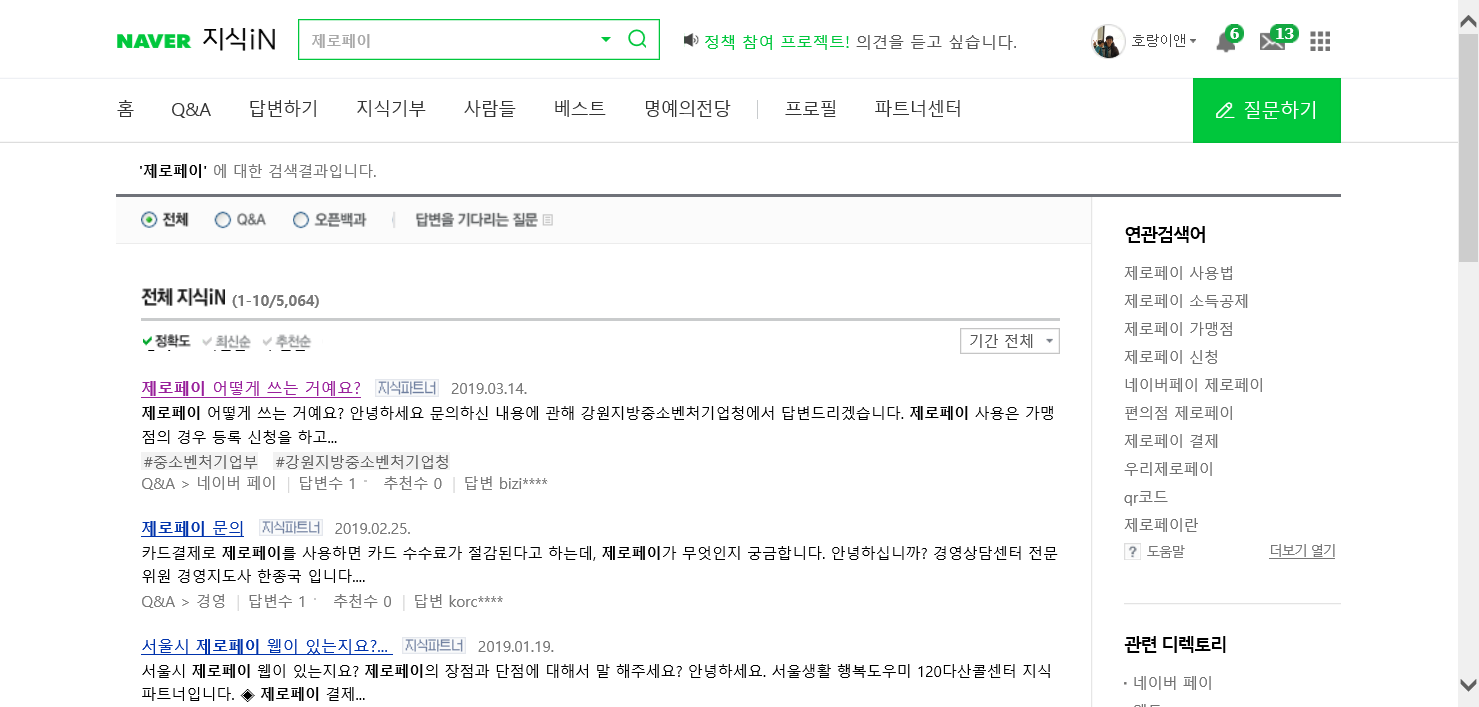 NAVER 지식iN
제로페이
정책 참여 프로젝트! 의견을 듣고 싶습니다.
호랑이앤
6
13
홈 Q&A 답변하기 지식기부 사람들 베스트 명예의전당 프로필 파트너센터
질문하기
'제로페이' 에 대한 검색결과입니다.
전체 Q&A 오픈백과 답변을 기다리는 질문
전체 지식iN (1-10/5,064)
정확도 최신순 추천순
기간 전체
제로페이 어떻게 쓰는 거예요? 지식파트너 2019.03.14.
제로페이 어떻게 쓰는 거예요? 안녕하세요 문의하신 내용에 관해 강원지방중소벤처기업청에서 답변드리겠습니다. 제로페이 사용은 가맹
점의 경우 등록 신청을 하고...
#중소벤처기업부 #강원지방중소벤처기업청
Q&A > 네이버 페이 | 답변수 1 추천수 0 | 답변 bizi****
제로페이 문의 지식파트너 2019.02.25.
카드결제로 제로페이를 사용하면 카드 수수료가 절감된다고 하는데, 제로페이가 무엇인지 궁금합니다. 안녕하십니까? 경영상담센터 전문
위원 경영지도사 한종국 입니다....
Q&A > 경영 | 답변수 1 추천수 0 | 답변 korc****
서울시 제로페이 웹이 있는지요?... 지식파트너 2019.01.19.
서울시 제로페이 웹이 있는지요? 제로페이의 장점과 단점에 대해서 말 해주세요? 안녕하세요. 서울생활 행복도우미 120다산콜센터 지식
파트너입니다. ◈ 제로페이 결제...
연관검색어
제로페이 사용법
제로페이 소득공제
제로페이 가맹점
제로페이 신청
네이버페이 제로페이
편의점 제로페이
제로페이 결제
우리제로페이
qr코드
제로페이란
? 도움말 더보기 열기
관련 디렉토리
· 네이버 페이